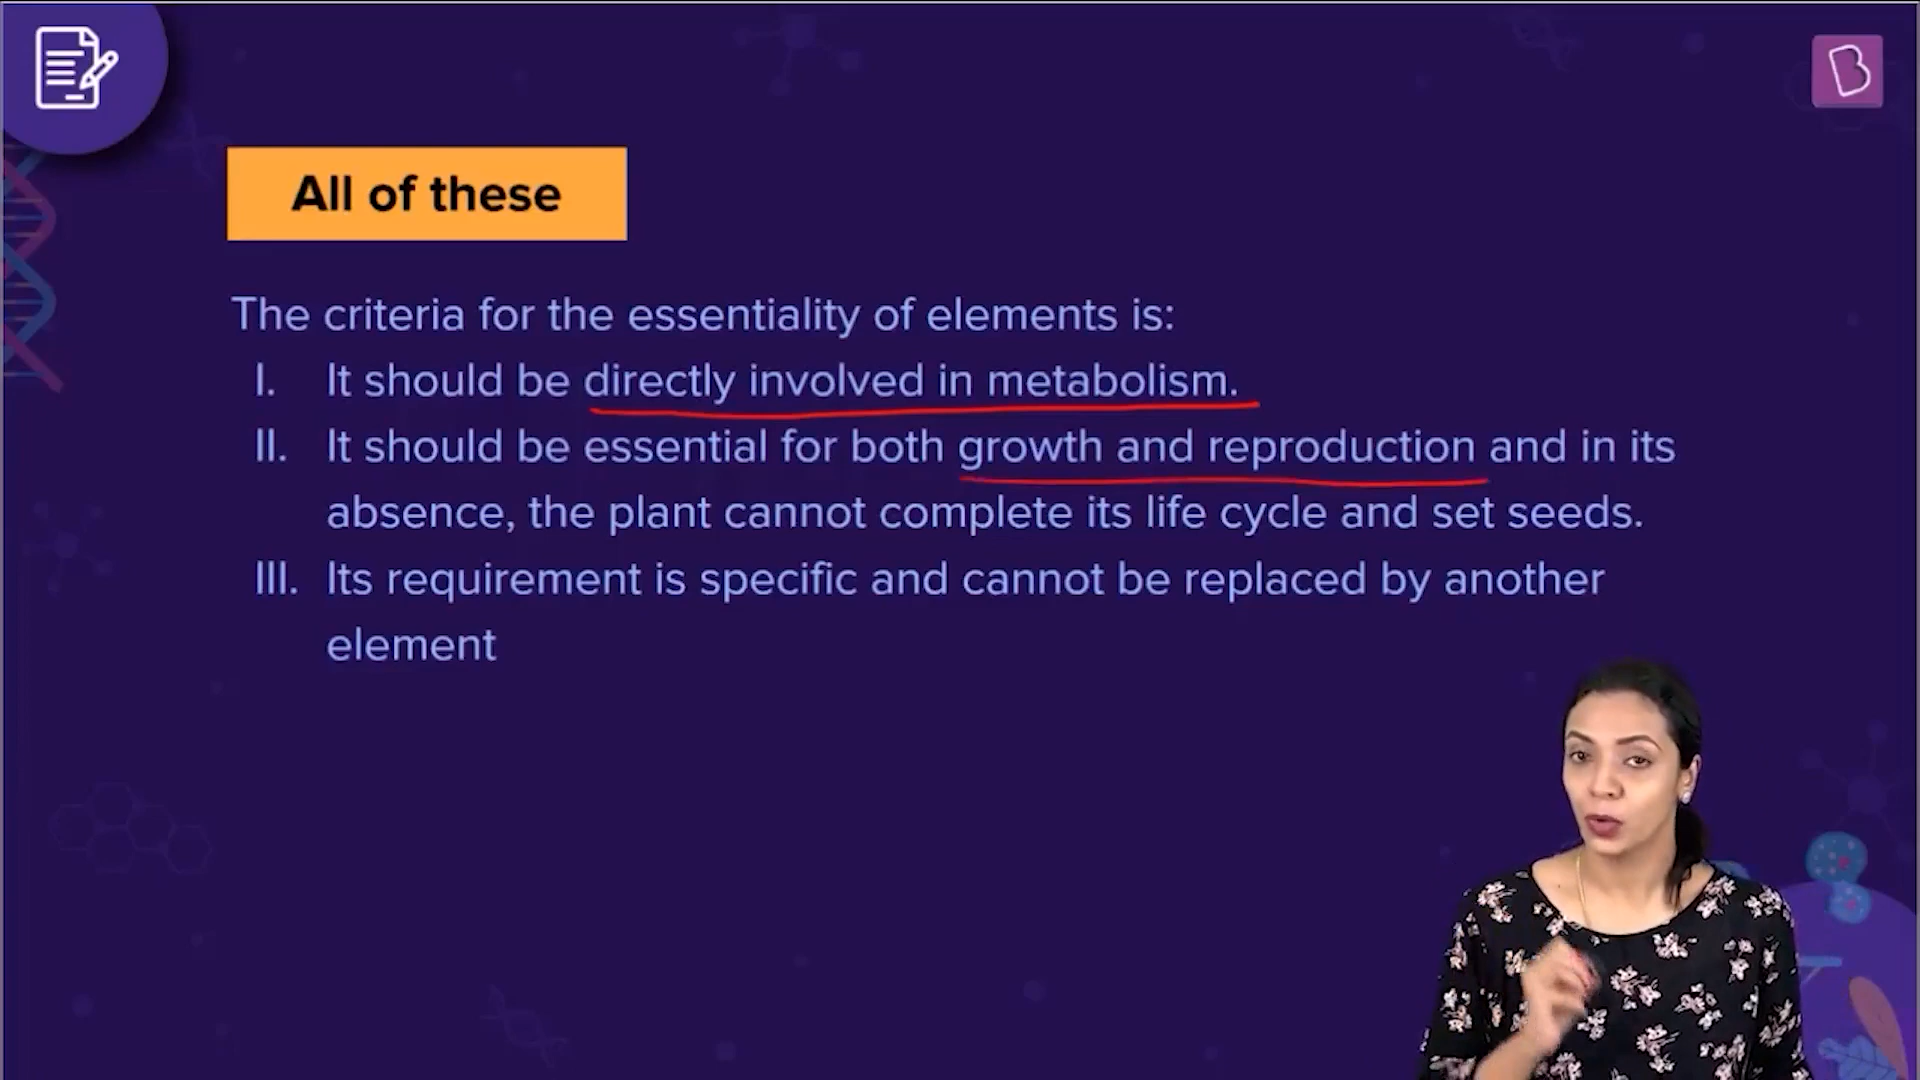 All of these
The criteria for the essentiality of elements is:
I. It should be directly involved in metabolism.
II. It should be essential for both growth and reproduction and in its
absence, the plant cannot complete its life cycle and set seeds.
III. Its requirement is specific and cannot be replaced by another
element
B